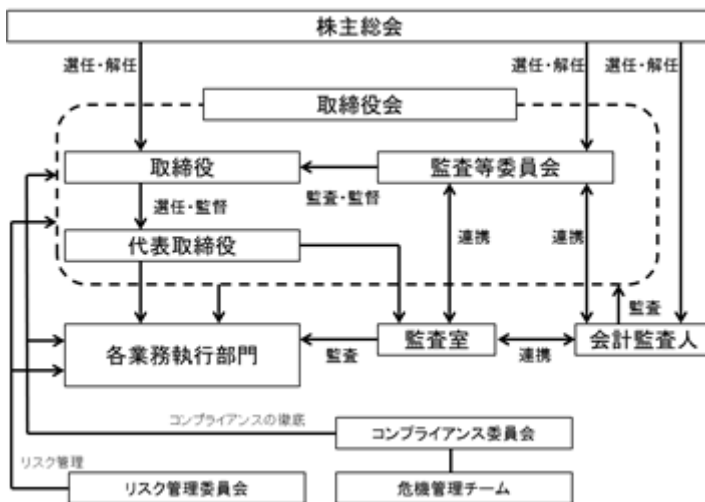 株主総会
選任・解任
選任・解任
選任・解任
取締役会
取締役
監査等委員会
監査・監督
選任・監督
代表取締役
連携
連携
監査
各業務執行部門
監査
監査室
連携
会計監査人
コンプライアンスの徹底
コンプライアンス委員会
リスク管理
リスク管理委員会
危機管理チーム